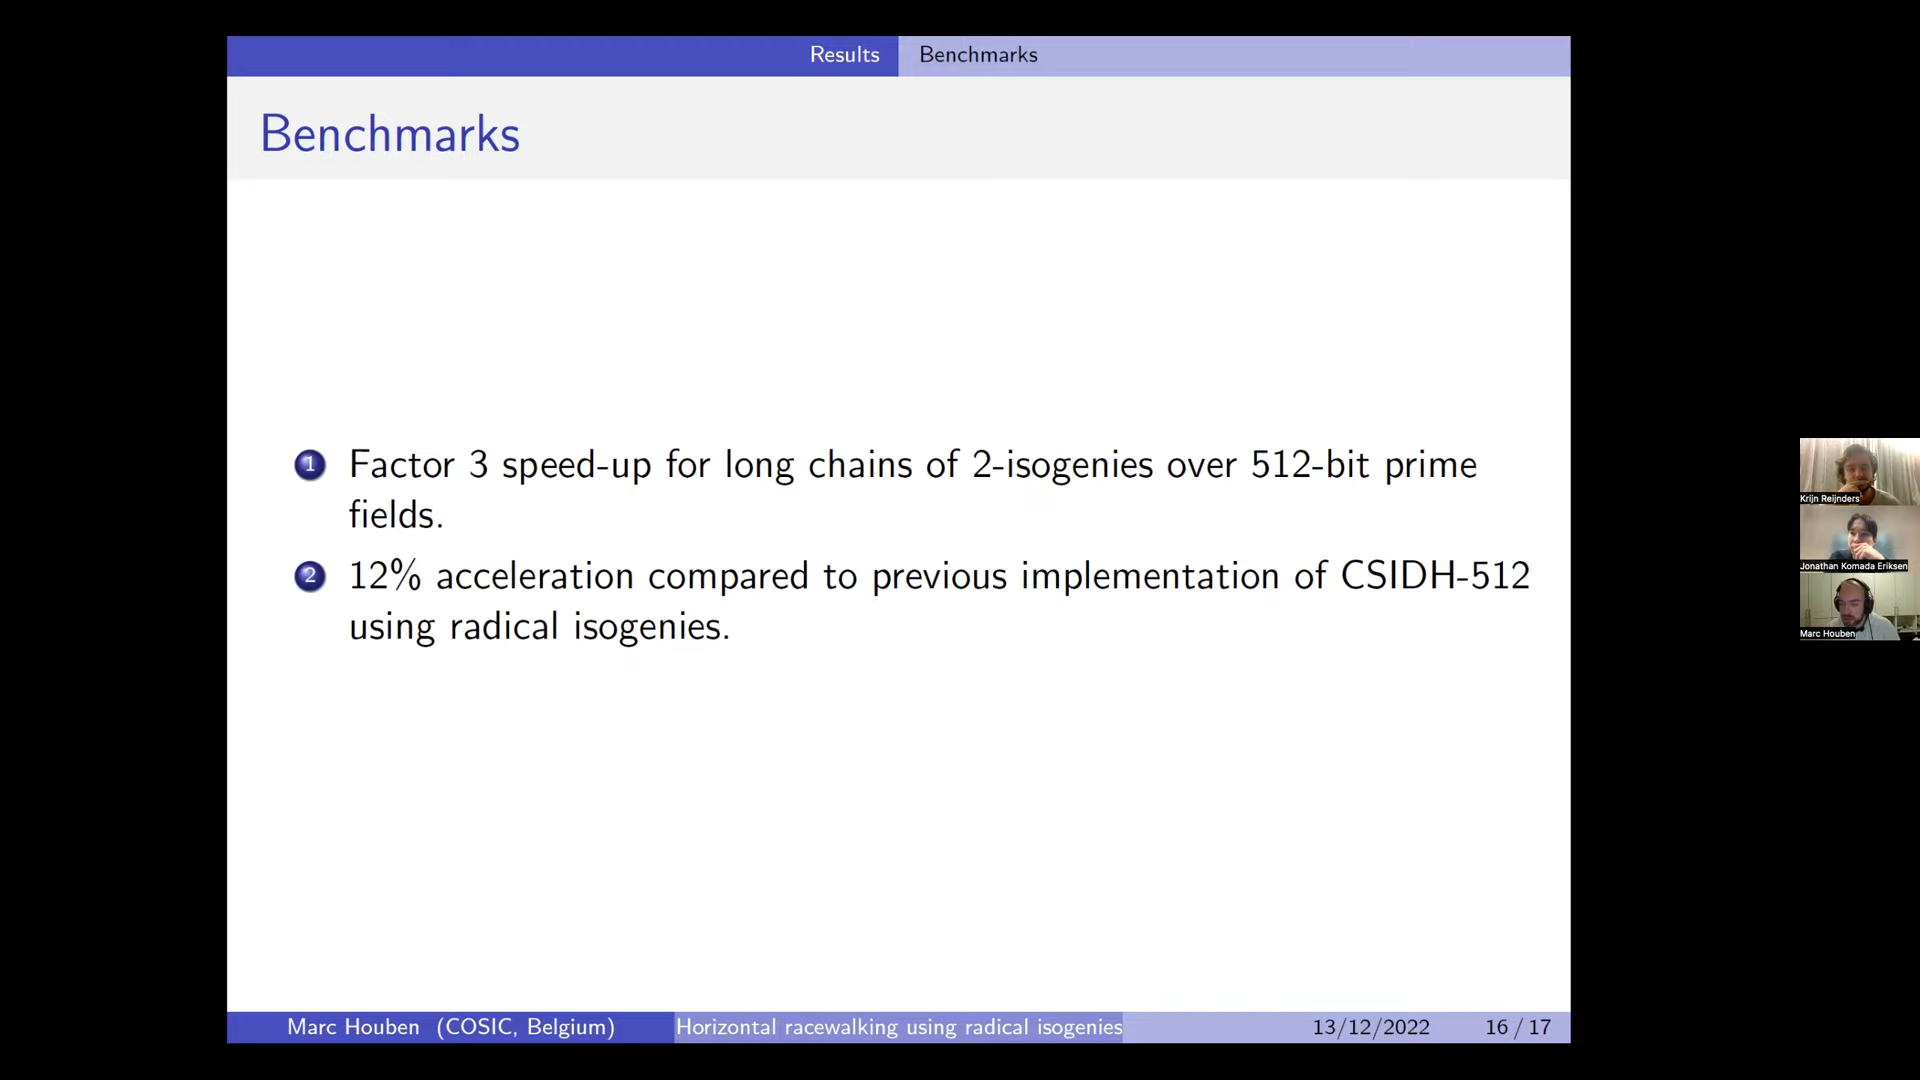 Results Benchmarks
Benchmarks
1 Factor 3 speed-up for long chains of 2-isogenies over 512-bit prime
fields.
2 12% acceleration compared to previous implementation of CSIDH-512
using radical isogenies.
Krijn Reijnders
Jonathan Komada Eriksen
Marc Houben
Marc Houben (COSIC, Belgium) Horizontal racewalking using radical isogenies 13/12/2022 16 / 17